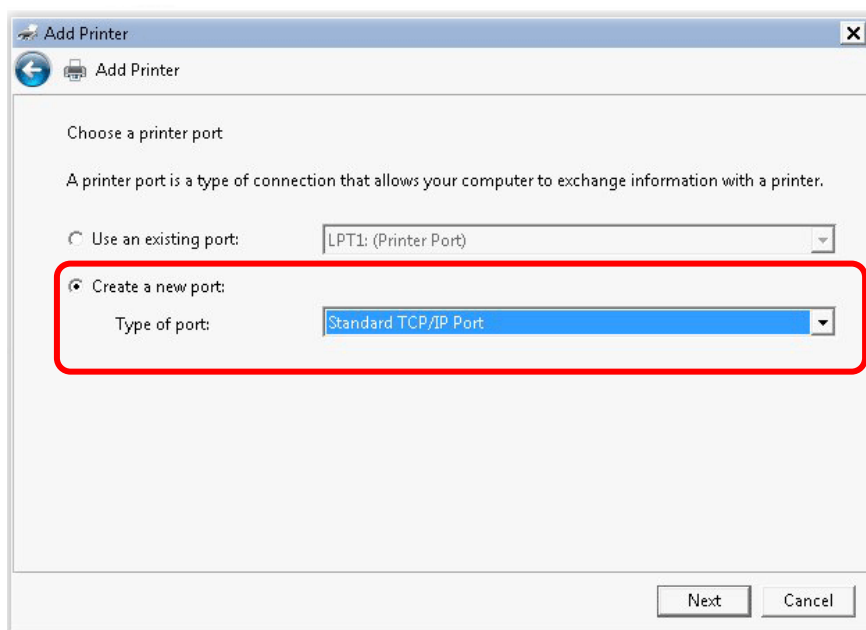 Add Printer
Add Printer
Choose a printer port
A printer port is a type of connection that allows your computer to exchange information with a printer.
Use an existing port: LPT1: (Printer Port)
Create a new port:
Type of port: Standard TCP/IP Port
Next Cancel